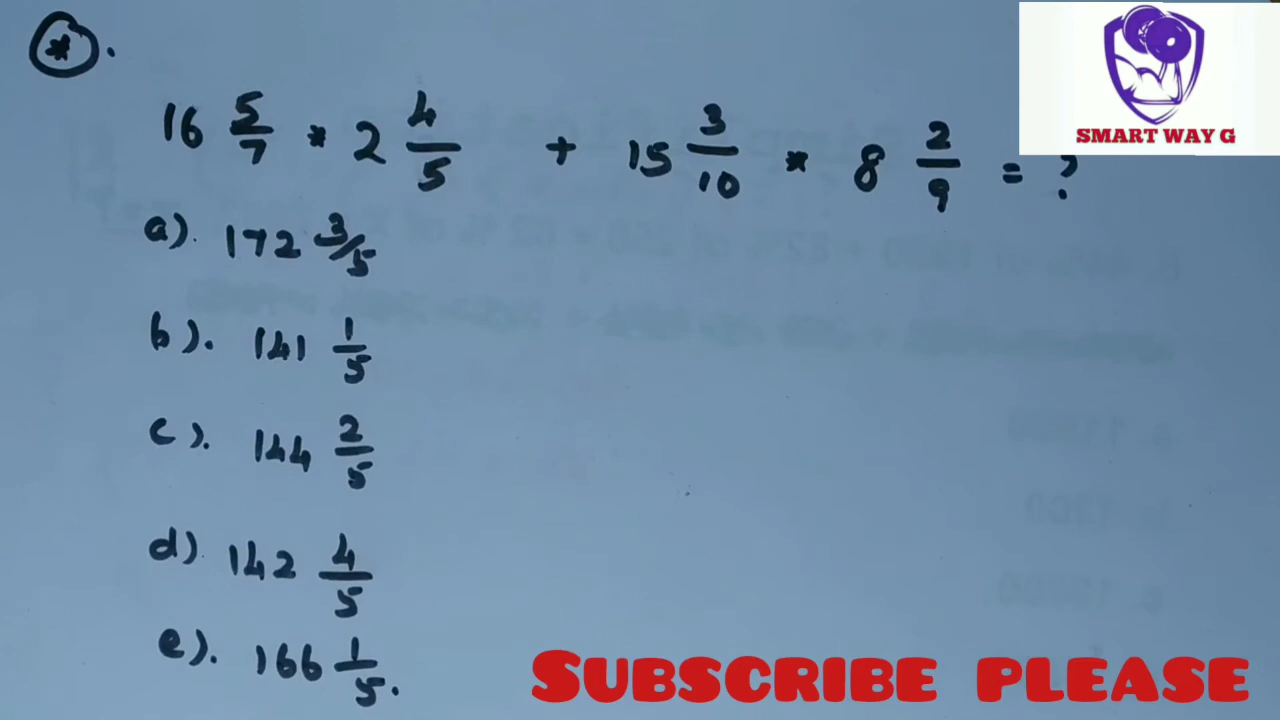 *.
SMART WAY G
16 5/7 * 2 4/5 + 15 3/10 * 8 2/9 = ?
a). 172 3/5
b). 141 1/5
c). 144 2/5
d). 142 4/5
e). 166 1/5.
SUBSCRIBE PLEASE